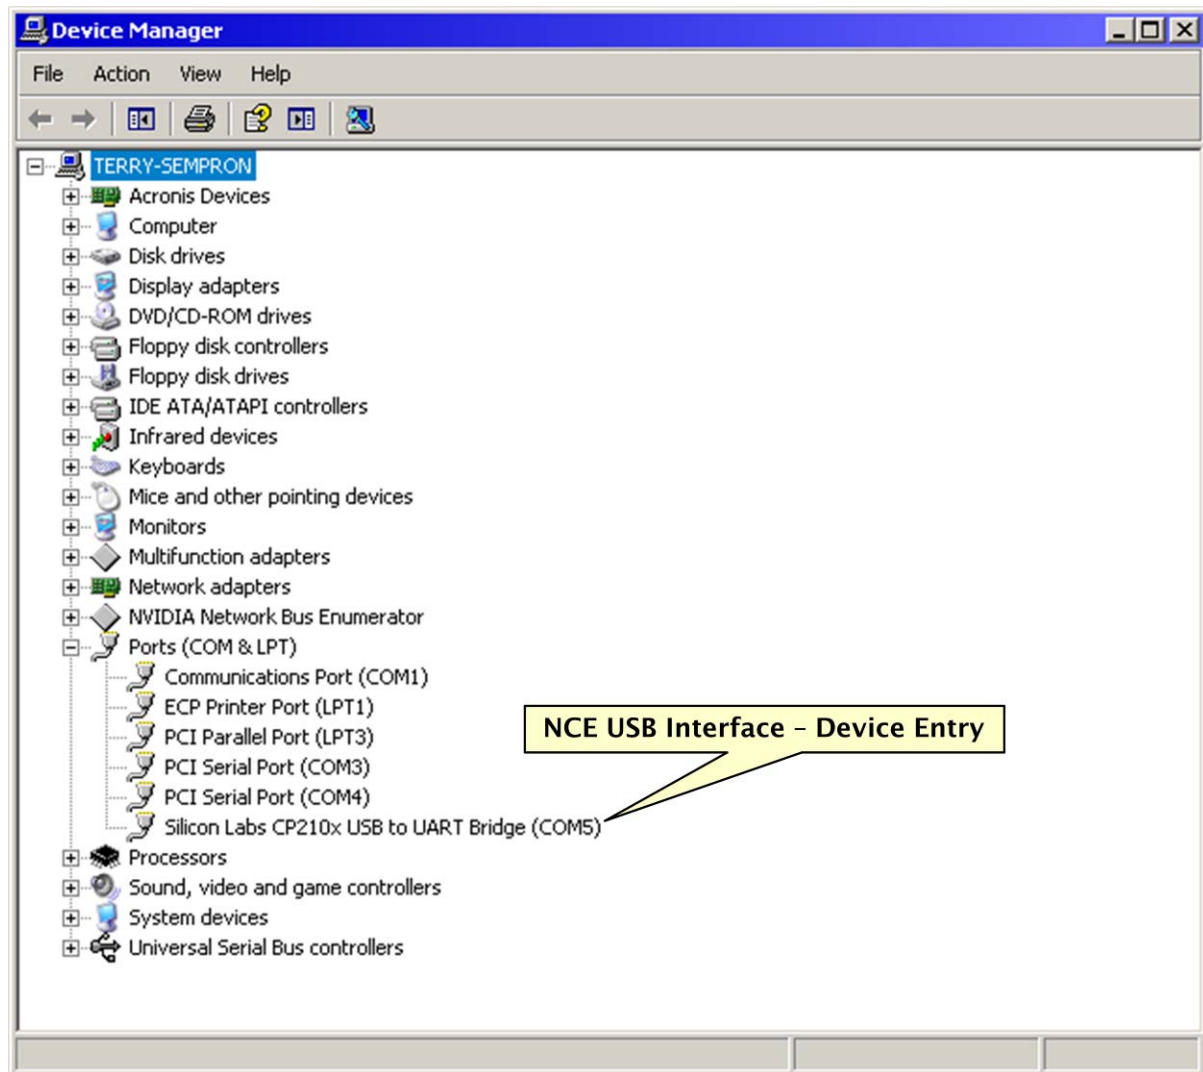 Device Manager
File Action View Help
TERRY-SEMPRON
Acronis Devices
Computer
Disk drives
Display adapters
DVD/CD-ROM drives
Floppy disk controllers
Floppy disk drives
IDE ATA/ATAPI controllers
Infrared devices
Keyboards
Mice and other pointing devices
Monitors
Multifunction adapters
Network adapters
NVIDIA Network Bus Enumerator
Ports (COM & LPT)
Communications Port (COM1)
ECP Printer Port (LPT1)
PCI Parallel Port (LPT3)
PCI Serial Port (COM3)
PCI Serial Port (COM4)
Silicon Labs CP210x USB to UART Bridge (COM5)
NCE USB Interface – Device Entry
Processors
Sound, video and game controllers
System devices
Universal Serial Bus controllers